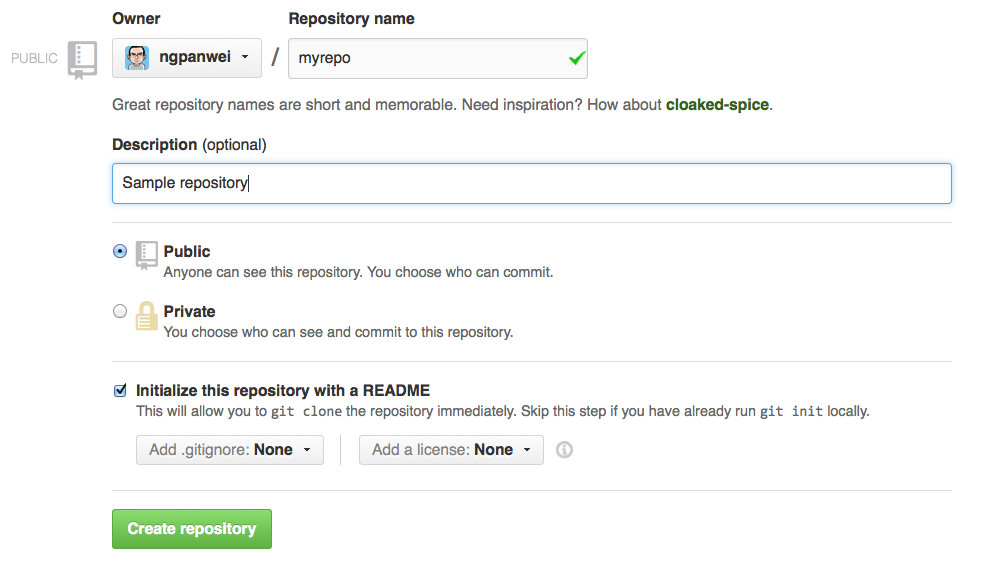 Owner Repository name
PUBLIC ngpanwei / myrepo
Great repository names are short and memorable. Need inspiration? How about cloaked-spice.
Description (optional)
Sample repository
Public
Anyone can see this repository. You choose who can commit.
Private
You choose who can see and commit to this repository.
Initialize this repository with a README
This will allow you to git clone the repository immediately. Skip this step if you have already run git init locally.
Add .gitignore: None Add a license: None
Create repository